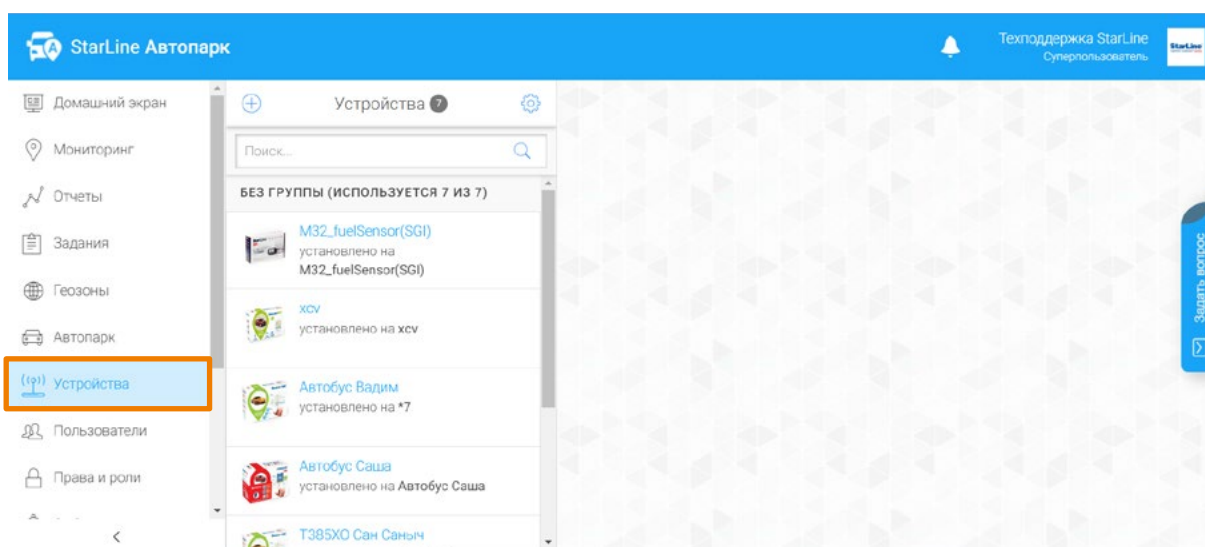 StarLine Автопарк
Техподдержка StarLine
Суперпользователь
StarLine
Домашний экран
Мониторинг
Отчеты
Задания
Геозоны
Автопарк
Устройства
Пользователи
Права и роли
Устройства 7
Поиск...
БЕЗ ГРУППЫ (ИСПОЛЬЗУЕТСЯ 7 ИЗ 7)
M32_fuelSensor(SGI)
установлено на
M32_fuelSensor(SGI)
xcv
установлено на xcv
Автобус Вадим
установлено на *7
Автобус Саша
установлено на Автобус Саша
Т385ХО Сан Саныч
Задать вопрос